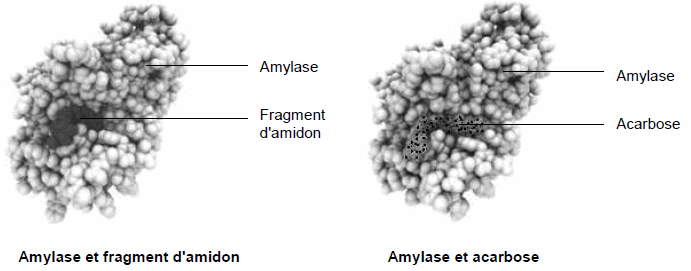 Amylase
Fragment
d'amidon
Amylase et fragment d'amidon
Amylase
Acarbose
Amylase et acarbose